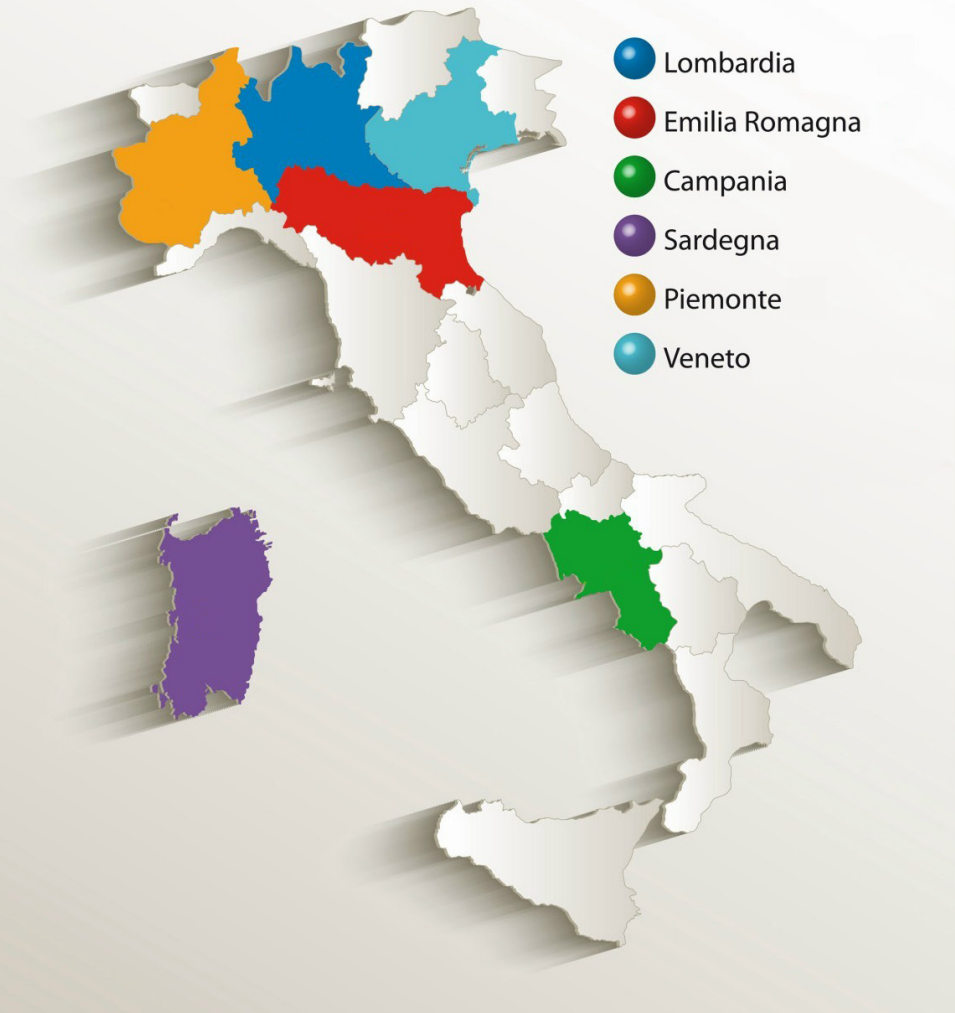 Lombardia
Emilia Romagna
Campania
Sardegna
Piemonte
Veneto